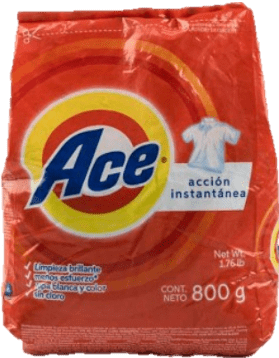 Ace
acción
instantánea
Net Wt.
1.76 lb
Limpieza brillante
menos esfuerzo*
ropa blanca y color
sin cloro
CONT.
NETO 800 g